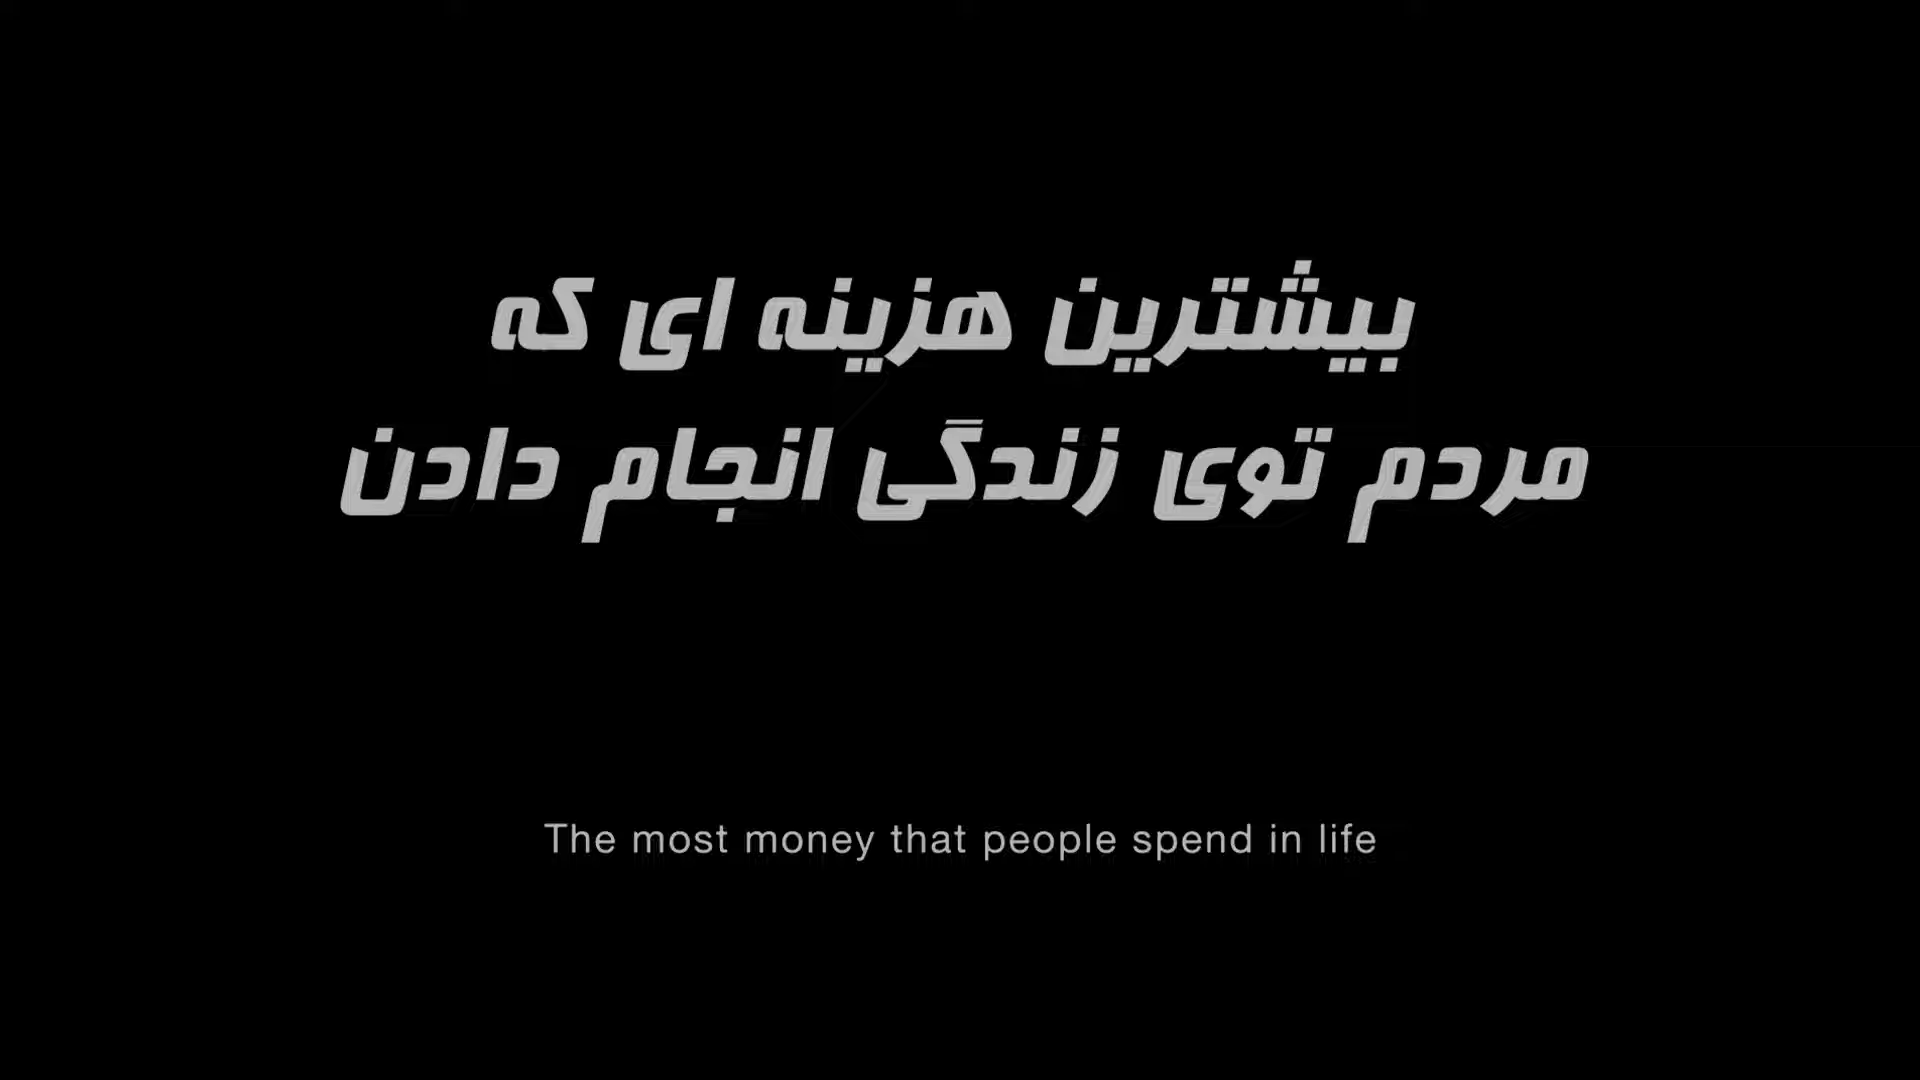 بیشترین هزینه ای که
مردم توی زندگی انجام دادن
The most money that people spend in life